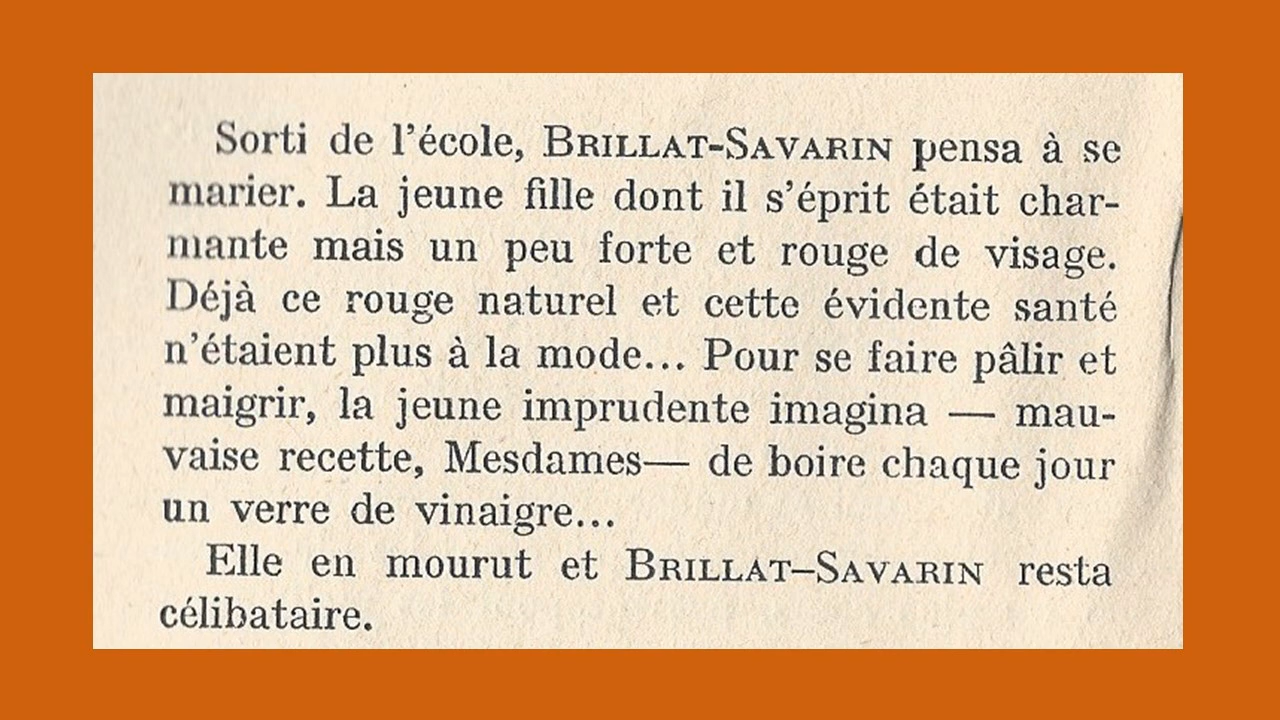 Sorti de l'école, BRILLAT-SAVARIN pensa à se
marier. La jeune fille dont il s'éprit était char-
mante mais un peu forte et rouge de visage.
Déjà ce rouge naturel et cette évidente santé
n'étaient plus à la mode... Pour se faire pâlir et
maigrir, la jeune imprudente imagina — mau-
vaise recette, Mesdames— de boire chaque jour
un verre de vinaigre...
Elle en mourut et BRILLAT–SAVARIN resta
célibataire.